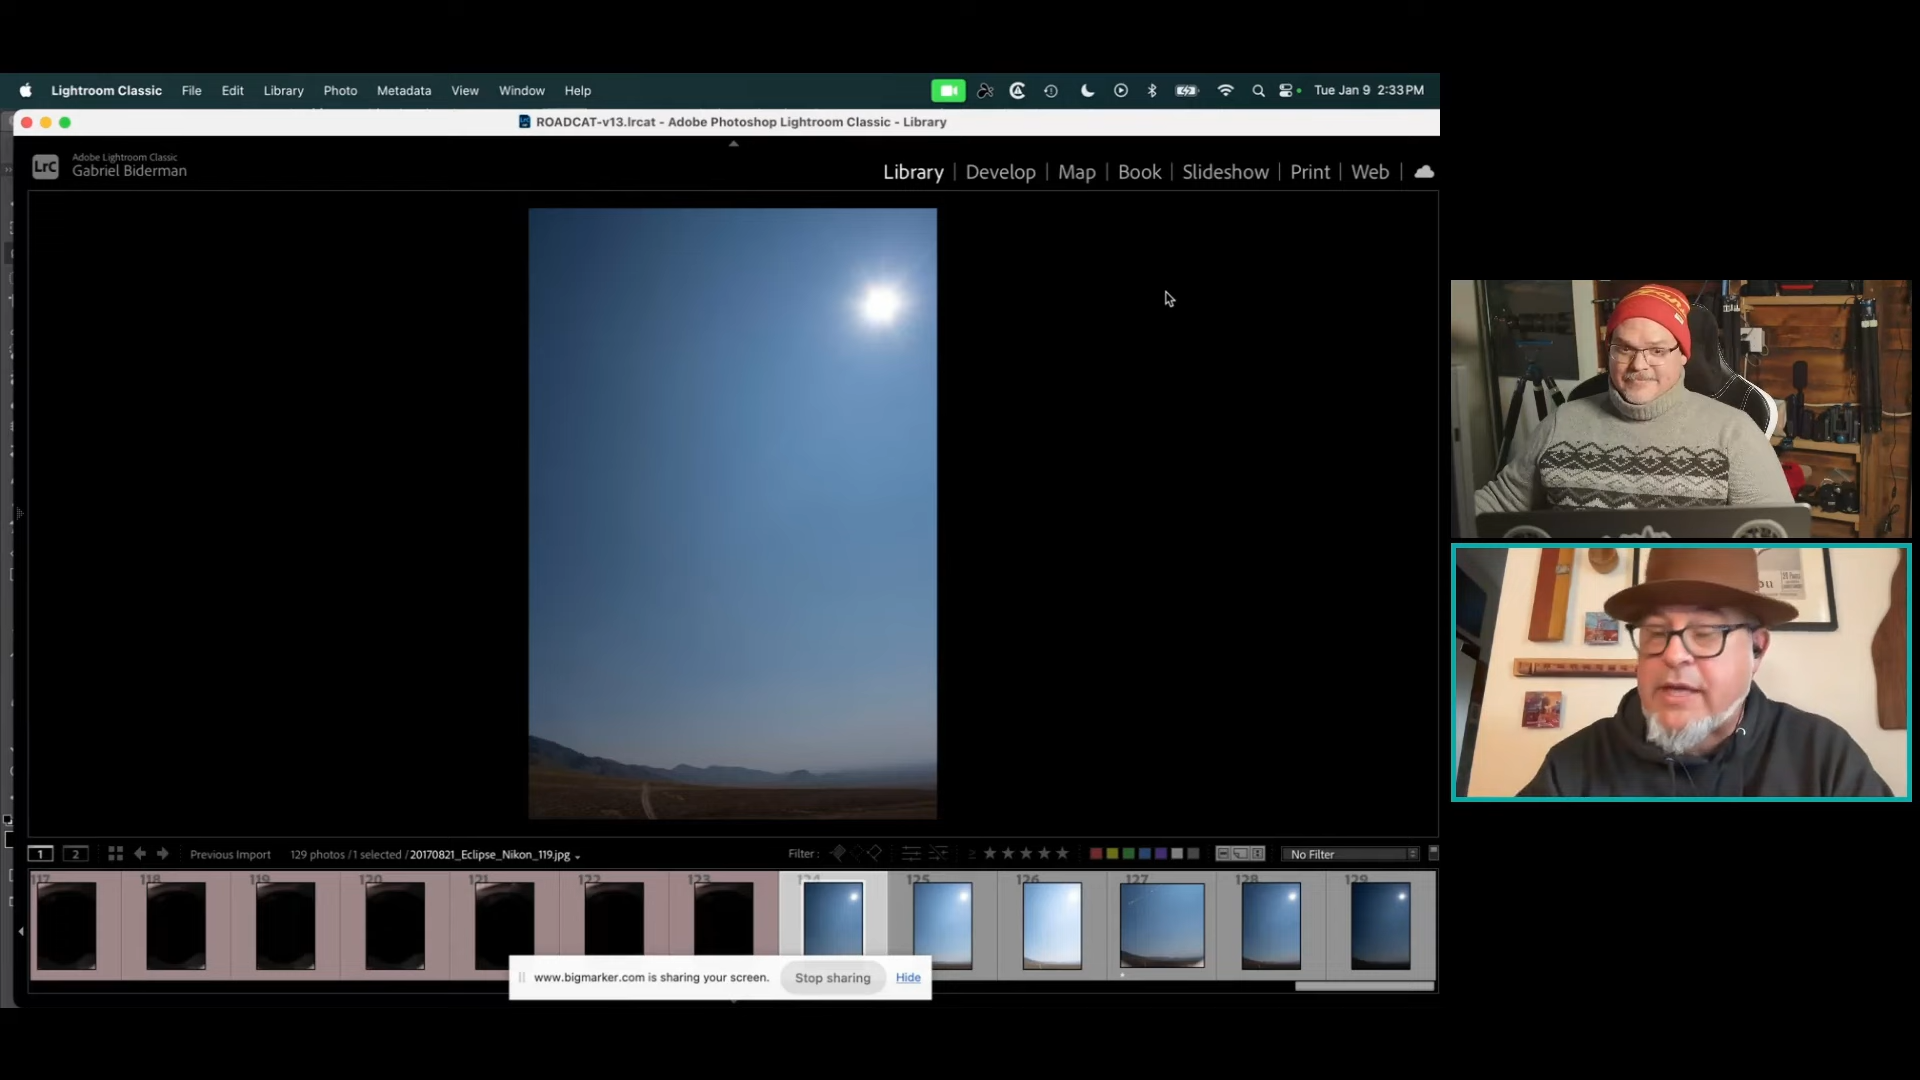 Lightroom Classic File Edit Library Photo Metadata View Window Help Tue Jan 9 2:33 PM
ROADCAT-v13.lrcat - Adobe Photoshop Lightroom Classic - Library
LrC
Adobe Lightroom Classic
Gabriel Biderman
Library | Develop | Map | Book | Slideshow | Print | Web
1 2 Previous Import 129 photos / 1 selected / 20170821_Eclipse_Nikon_119.jpg Filter: No Filter
117 118 119 120 121 122 123 124 125 126 127 128 129
www.bigmarker.com is sharing your screen. Stop sharing Hide